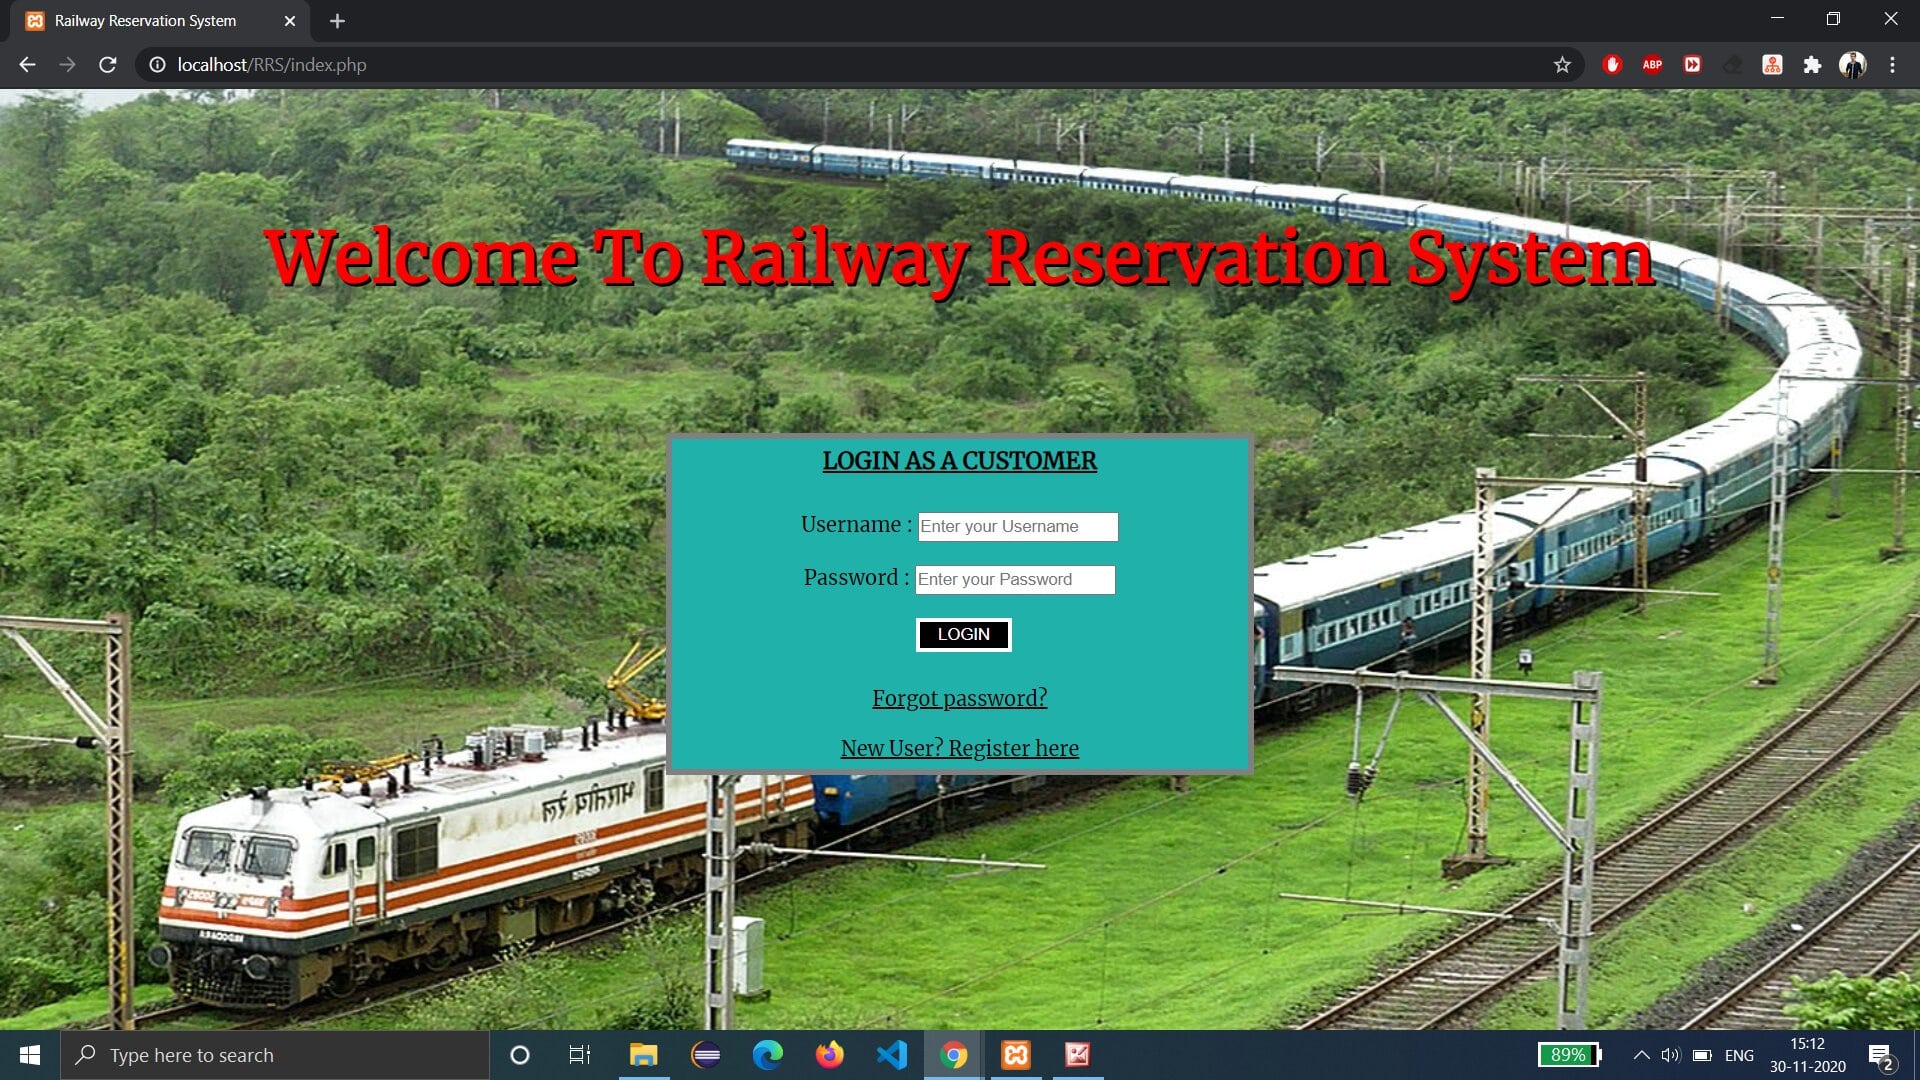 Railway Reservation System
localhost/RRS/index.php
ABP
Welcome To Railway Reservation System
LOGIN AS A CUSTOMER
Username : Enter your Username
Password : Enter your Password
LOGIN
Forgot password?
New User? Register here
भारतीय रेल
Type here to search
89%
ENG
15:12
30-11-2020
2